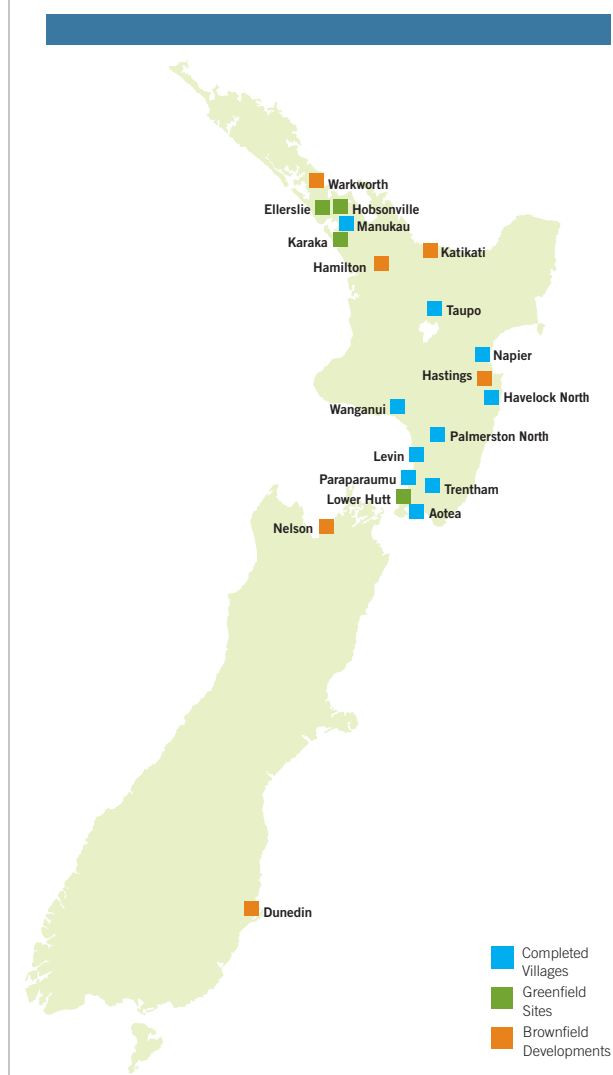 Warkworth
Ellerslie
Hobsonville
Manukau
Karaka
Hamilton
Katikati
Taupo
Napier
Hastings
Havelock North
Wanganui
Palmerston North
Levin
Paraparaumu
Trentham
Lower Hutt
Aotea
Nelson
Dunedin
Completed
Villages
Greenfield
Sites
Brownfield
Developments